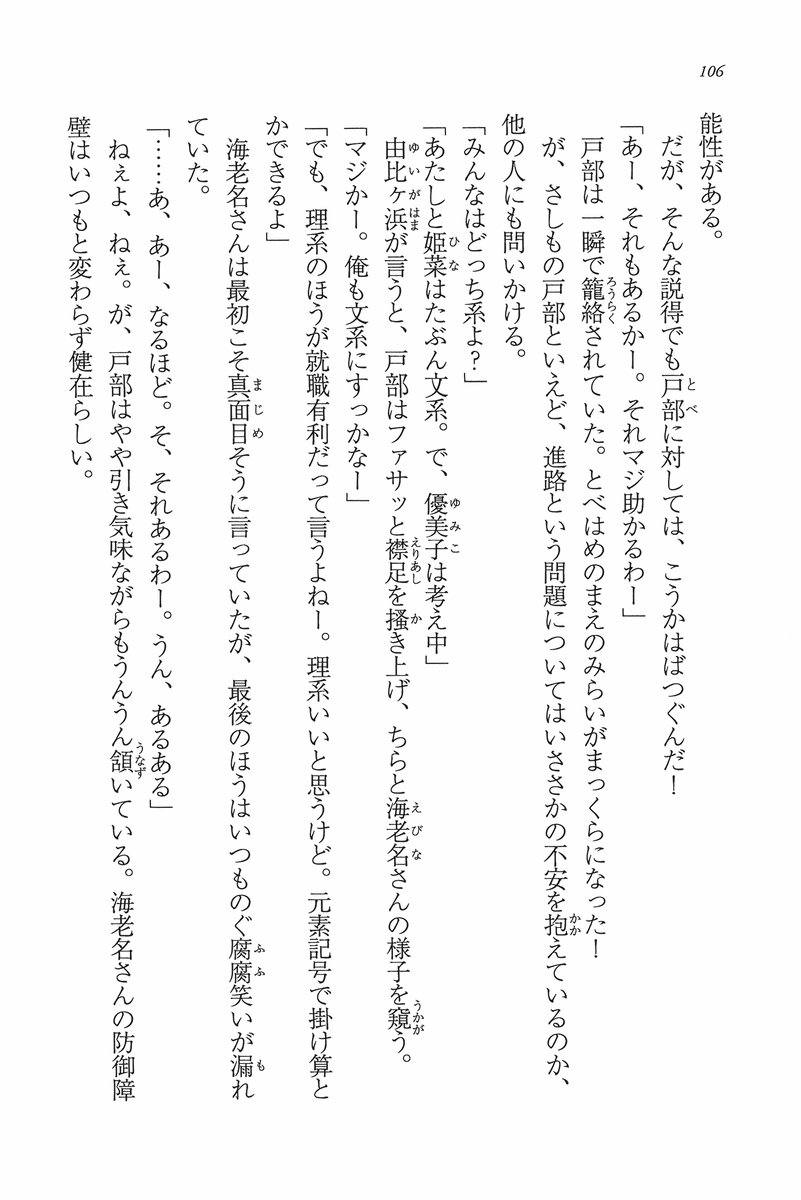 106
能性がある。
だが、そんな説得でも戸部に対しては、こうかはばつぐんだ！
「あー、それもあるかー。それマジ助かるわー」
戸部は一瞬で籠絡されていた。とべはめのまえのみらいがまっくらになった！
が、さしもの戸部といえど、進路という問題についてはいささかの不安を抱えているのか、
他の人にも問いかける。
「みんなはどっち系よ？」
「あたしと姫菜はたぶん文系。で、優美子は考え中」
由比ヶ浜が言うと、戸部はファサッと襟足を掻き上げ、ちらと海老名さんの様子を窺う。
「マジかー。俺も文系にすっかなー」
「でも、理系のほうが就職有利だって言うよねー。理系いいと思うけど。元素記号で掛け算と
かできるよ」
海老名さんは最初こそ真面目そうに言っていたが、最後のほうはいつものぐ腐腐笑いが漏れ
ていた。
「……あ、あー、なるほど。そ、それあるわー。うん、あるある」
ねぇよ、ねぇ。が、戸部はやや引き気味ながらもうんうん頷いている。海老名さんの防御障
壁はいつもと変わらず健在らしい。